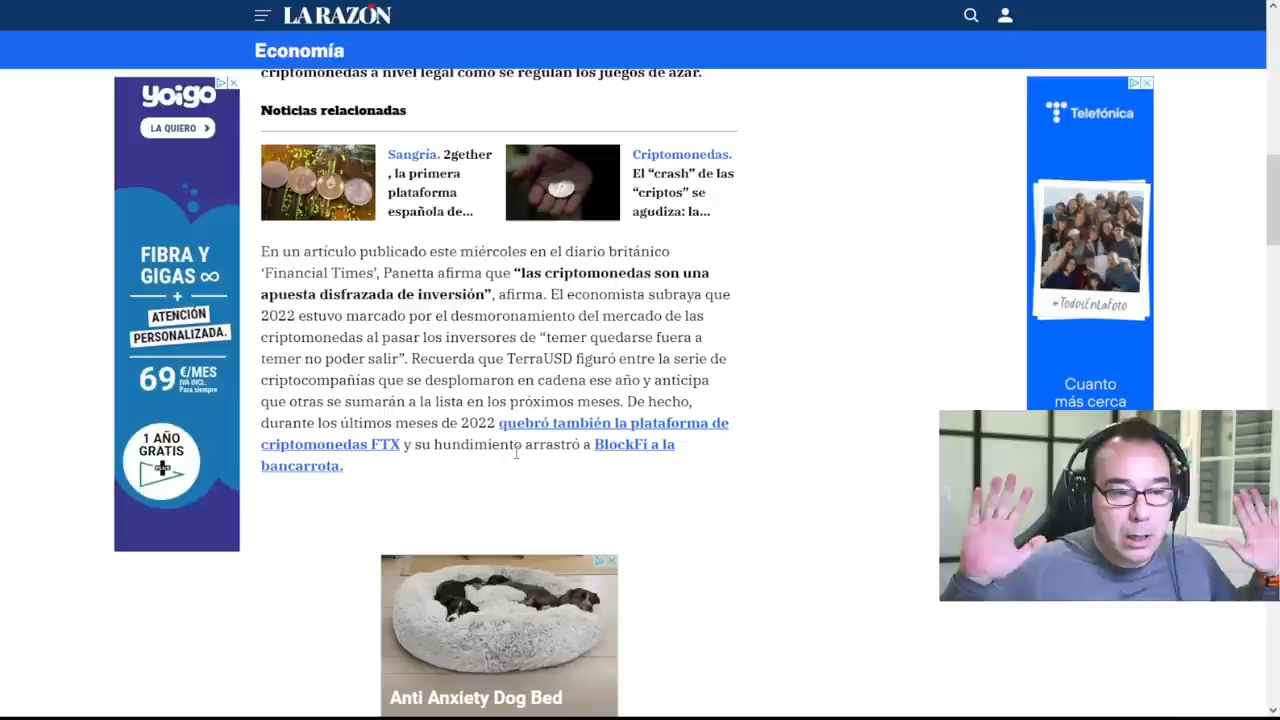 LA RAZÓN
Economía
criptomonedas a nivel legal como se regulan los juegos de azar.
Noticias relacionadas
Sangría. 2gether
, la primera
plataforma
española de...
Criptomonedas.
El “crash” de las
“criptos” se
agudiza: la...
En un artículo publicado este miércoles en el diario británico
‘Financial Times’, Panetta afirma que “las criptomonedas son una
apuesta disfrazada de inversión”, afirma. El economista subraya que
2022 estuvo marcado por el desmoronamiento del mercado de las
criptomonedas al pasar los inversores de “temer quedarse fuera a
temer no poder salir”. Recuerda que TerraUSD figuró entre la serie de
criptocompañías que se desplomaron en cadena ese año y anticipa
que otras se sumarán a la lista en los próximos meses. De hecho,
durante los últimos meses de 2022 quebró también la plataforma de
criptomonedas FTX y su hundimiento arrastró a BlockFi a la
bancarrota.
yoigo
LA QUIERO
FIBRA Y
GIGAS ∞
+
ATENCIÓN
PERSONALIZADA.
69 €/MES
IVA INCL.
Para siempre
1 AÑO
GRATIS
Telefónica
#TodosEnLaFoto
Cuanto
más cerca
Anti Anxiety Dog Bed